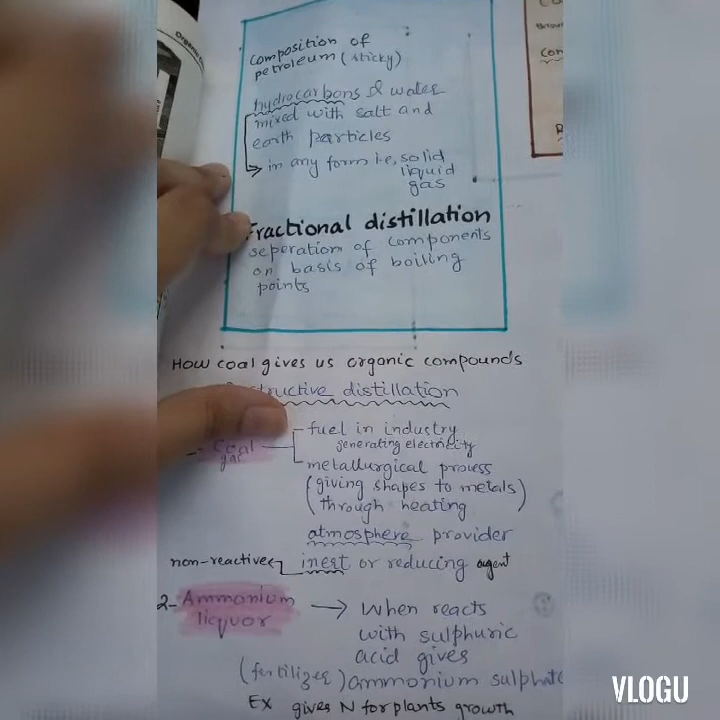 Composition of
petroleum (sticky)
hydrocarbons & water
mixed with salt and
earth particles
in any form i.e, solid
liquid
gas
Fractional distillation
seperation of components
on basis of boiling
points
How coal gives us organic compounds
distillation
Coal
gas
fuel in industry
generating electricity
metallurgical process
(giving shapes to metals)
through heating
atmosphere provider
non-reactive
inert or reducing agent
2- Ammonium
liquor
When reacts
with sulphuric
acid gives
(fertilizer) ammonium sulphate
Ex gives N for plants growth
VLOGU